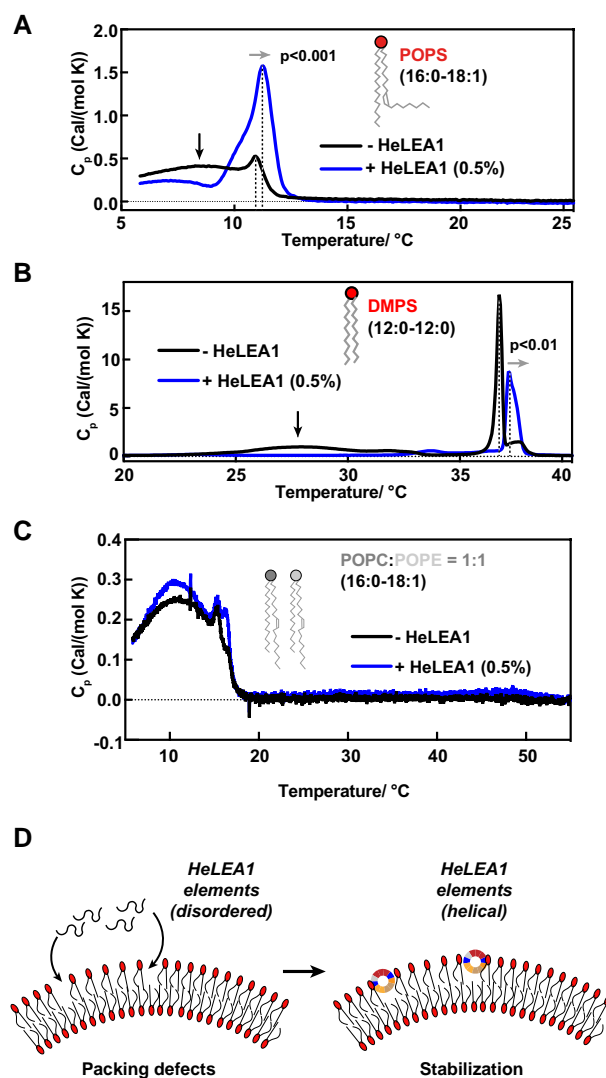 A
C_p (Cal/(mol K))
2.0
1.5
1.0
0.5
0.0
p<0.001
POPS
(16:0-18:1)
- HeLEA1
+ HeLEA1 (0.5%)
5
10
15
20
25
Temperature/ °C
B
C_p (Cal/(mol K))
15
10
5
0
DMPS
(12:0-12:0)
- HeLEA1
+ HeLEA1 (0.5%)
p<0.01
20
25
30
35
40
Temperature/ °C
C
C_p (Cal/(mol K))
0.4
0.3
0.2
0.1
0.0
-0.1
POPC:POPE = 1:1
(16:0-18:1)
- HeLEA1
+ HeLEA1 (0.5%)
10
20
30
40
50
Temperature/ °C
D
HeLEA1
elements
(disordered)
HeLEA1
elements
(helical)
Packing defects
Stabilization